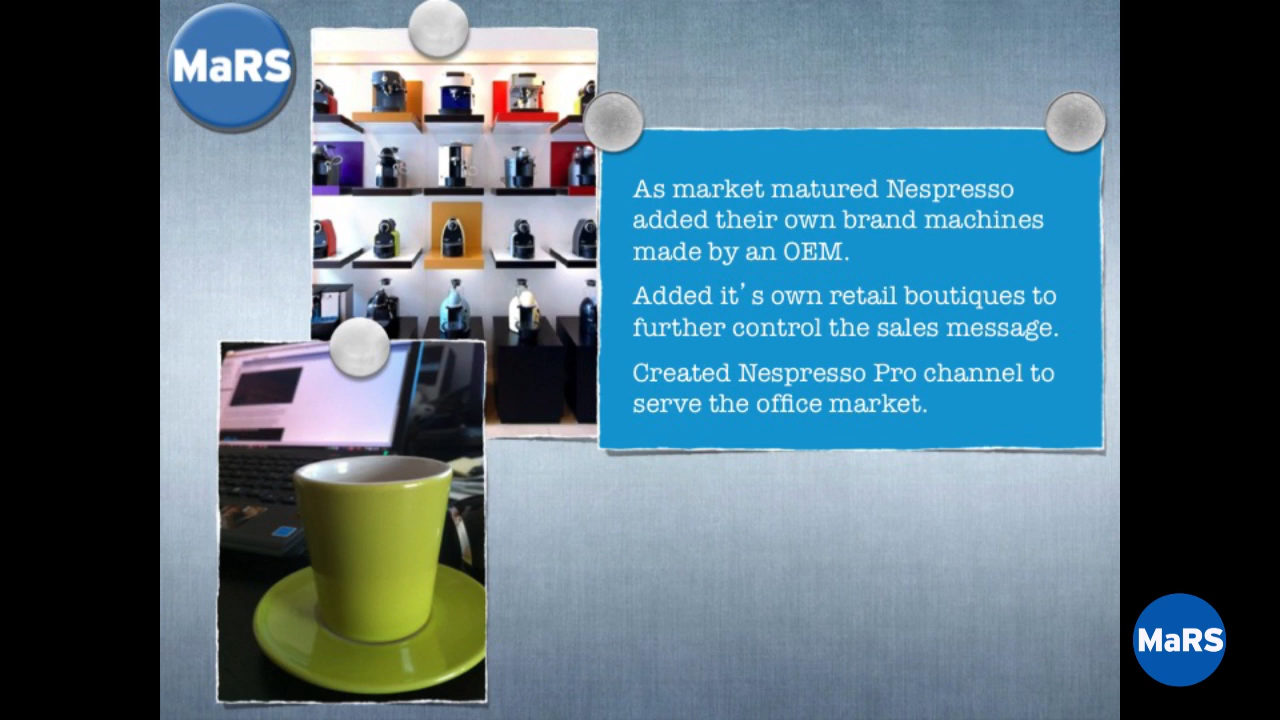 MaRS
As market matured Nespresso
added their own brand machines
made by an OEM.
Added it’s own retail boutiques to
further control the sales message.
Created Nespresso Pro channel to
serve the office market.
MaRS